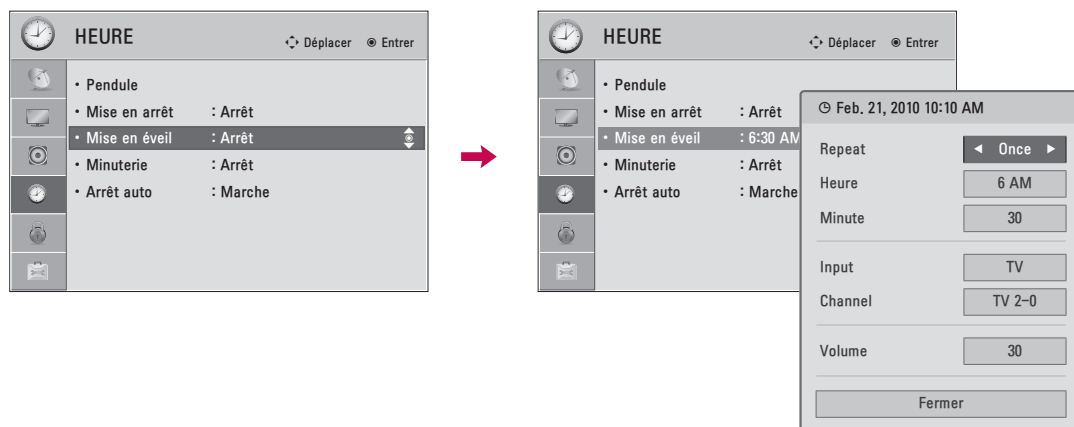 HEURE
Déplacer Entrer
• Pendule
• Mise en arrêt : Arrêt
• Mise en éveil : Arrêt
• Minuterie : Arrêt
• Arrêt auto : Marche
HEURE
Déplacer Entrer
• Pendule
• Mise en arrêt : Arrêt
• Mise en éveil : 6:30 AM
• Minuterie : Arrêt
• Arrêt auto : Marche
Feb. 21, 2010 10:10 AM
Repeat ◄ Once ►
Heure 6 AM
Minute 30
Input TV
Channel TV 2-0
Volume 30
Fermer